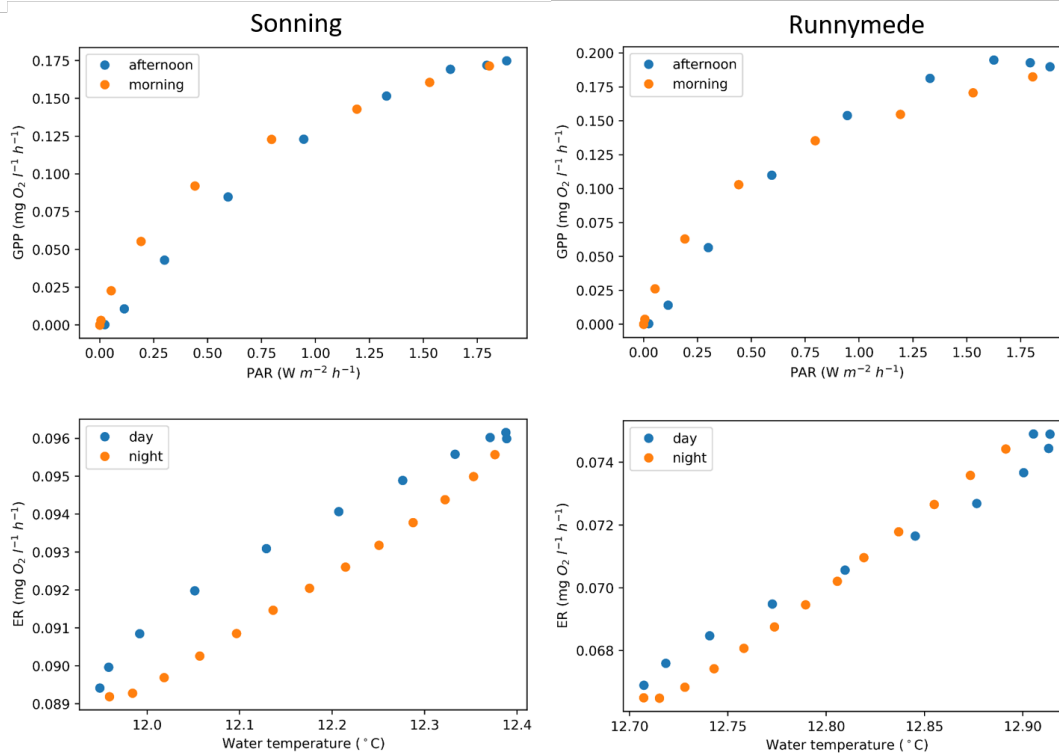 Sonning
Runnymede
0.175
0.150
0.125
0.100
0.075
0.050
0.025
0.000
GPP (mg O₂ l⁻¹ h⁻¹)
afternoon
morning
0.00 0.25 0.50 0.75 1.00 1.25 1.50 1.75
PAR (W m⁻² h⁻¹)
0.200
0.175
0.150
0.125
0.100
0.075
0.050
0.025
0.000
GPP (mg O₂ l⁻¹ h⁻¹)
afternoon
morning
0.00 0.25 0.50 0.75 1.00 1.25 1.50 1.75
PAR (W m⁻² h⁻¹)
0.096
0.095
0.094
0.093
0.092
0.091
0.090
0.089
ER (mg O₂ l⁻¹ h⁻¹)
day
night
12.0 12.1 12.2 12.3 12.4
Water temperature (°C)
0.074
0.072
0.070
0.068
ER (mg O₂ l⁻¹ h⁻¹)
day
night
12.70 12.75 12.80 12.85 12.90
Water temperature (°C)